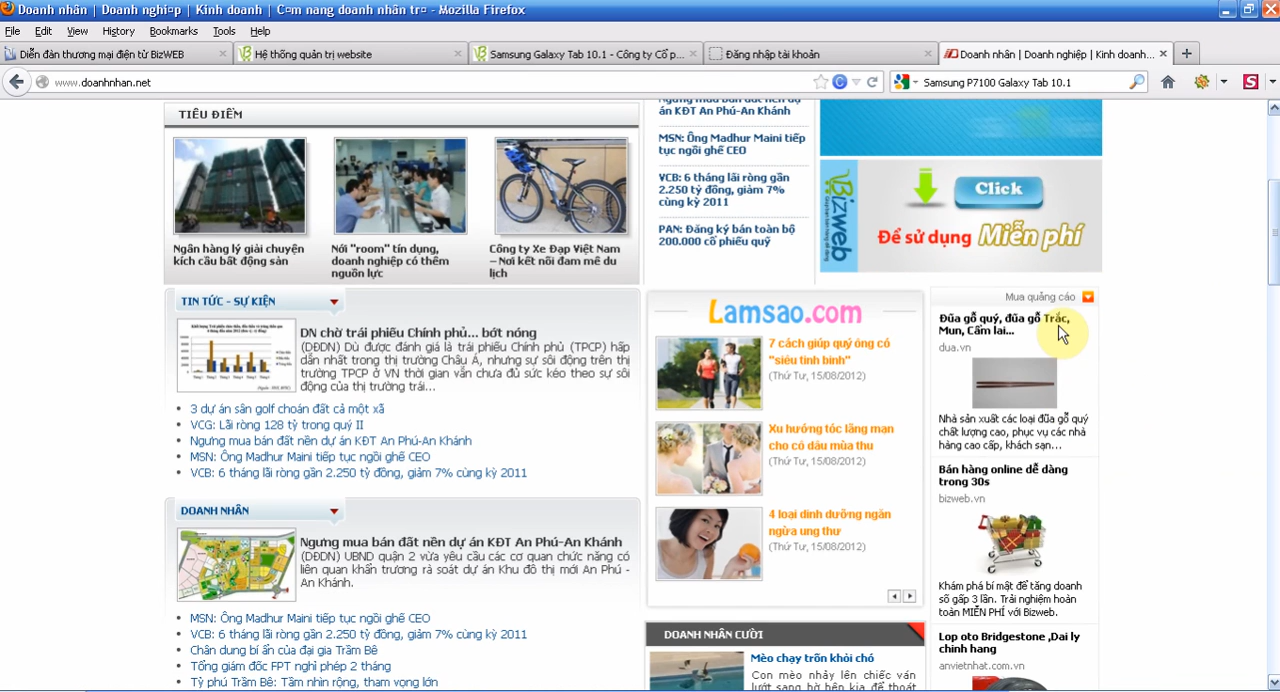 Doanh nhân | Doanh nghiệp | Kinh doanh | Cẩm nang doanh nhân trẻ - Mozilla Firefox
File Edit View History Bookmarks Tools Help
Diễn đàn thương mại điện tử BizWEB
Hệ thống quản trị website
Samsung Galaxy Tab 10.1 - Công ty Cổ p...
Đăng nhập tài khoản
Doanh nhân | Doanh nghiệp | Kinh doan...
www.doanhnhan.net
Samsung P7100 Galaxy Tab 10.1
TIÊU ĐIỂM
Ngân hàng lý giải chuyện
kích cầu bất động sản
Nới "rơm" tín dụng,
doanh nghiệp có thêm
nguồn lực
Công ty Xe Đạp Việt Nam
– Nơi kết nối đam mê du
lịch
Ngưng mua bán đất nền dự
án KĐT An Phú-An Khánh
MSN: Ông Madhur Maini tiếp
tục ngồi ghế CEO
VCB: 6 tháng lãi ròng gần
2.250 tỷ đồng, giảm 7%
cùng kỳ 2011
PAN: Đăng ký bán toàn bộ
200.000 cổ phiếu quỹ
Bizweb
Click
Để sử dụng Miễn phí
TIN TỨC - SỰ KIỆN
DN chờ trái phiếu Chính phủ... bớt nóng
(DĐDN) Dù được đánh giá là trái phiếu Chính phủ (TPCP) hấp
dẫn nhất trong thị trường Châu Á, nhưng sự sôi động trên thị
trường TPCP ở VN thời gian vẫn chưa đủ sức kéo theo sự sôi
động của thị trường trái...
3 dự án sân golf choán đất cả một xã
VCG: Lãi ròng 128 tỷ trong quý II
Ngưng mua bán đất nền dự án KĐT An Phú-An Khánh
MSN: Ông Madhur Maini tiếp tục ngồi ghế CEO
VCB: 6 tháng lãi ròng gần 2.250 tỷ đồng, giảm 7% cùng kỳ 2011
DOANH NHÂN
Ngưng mua bán đất nền dự án KĐT An Phú-An Khánh
(DĐDN) UBND quận 2 vừa yêu cầu các cơ quan chức năng có
liên quan khẩn trương rà soát dự án Khu đô thị mới An Phú -
An Khánh.
MSN: Ông Madhur Maini tiếp tục ngồi ghế CEO
VCB: 6 tháng lãi ròng gần 2.250 tỷ đồng, giảm 7% cùng kỳ 2011
Chân dung bí ẩn của đại gia Trầm Bê
Tổng giám đốc FPT nghỉ phép 2 tháng
Tỷ phú Trầm Bê: Tầm nhìn rộng, tham vọng lớn
Lamsao.com
7 cách giúp quý ông có
"siêu tinh binh"
(Thứ Tư, 15/08/2012)
Xu hướng tóc lãng mạn
cho cô dâu mùa thu
(Thứ Tư, 15/08/2012)
4 loại dinh dưỡng ngăn
ngừa ung thư
(Thứ Tư, 15/08/2012)
DOANH NHÂN CƯỜI
Mèo chạy trốn khỏi chó
Con mèo nhảy lên chiếc ván
lướt sang bờ bên kia để thoát
Mua quảng cáo
Đũa gỗ quý, đũa gỗ Trắc,
Mun, Cẩm lai...
dua.vn
Nhà sản xuất các loại đũa gỗ quý
chất lượng cao, phục vụ các nhà
hàng cao cấp, khách sạn...
Bán hàng online dễ dàng
trong 30s
bizweb.vn
Khám phá bí mật để tăng doanh
số gấp 3 lần. Trải nghiệm hoàn
toàn MIỄN PHÍ với Bizweb.
Lop oto Bridgestone ,Dai ly
chinh hang
anvietnhat.com.vn